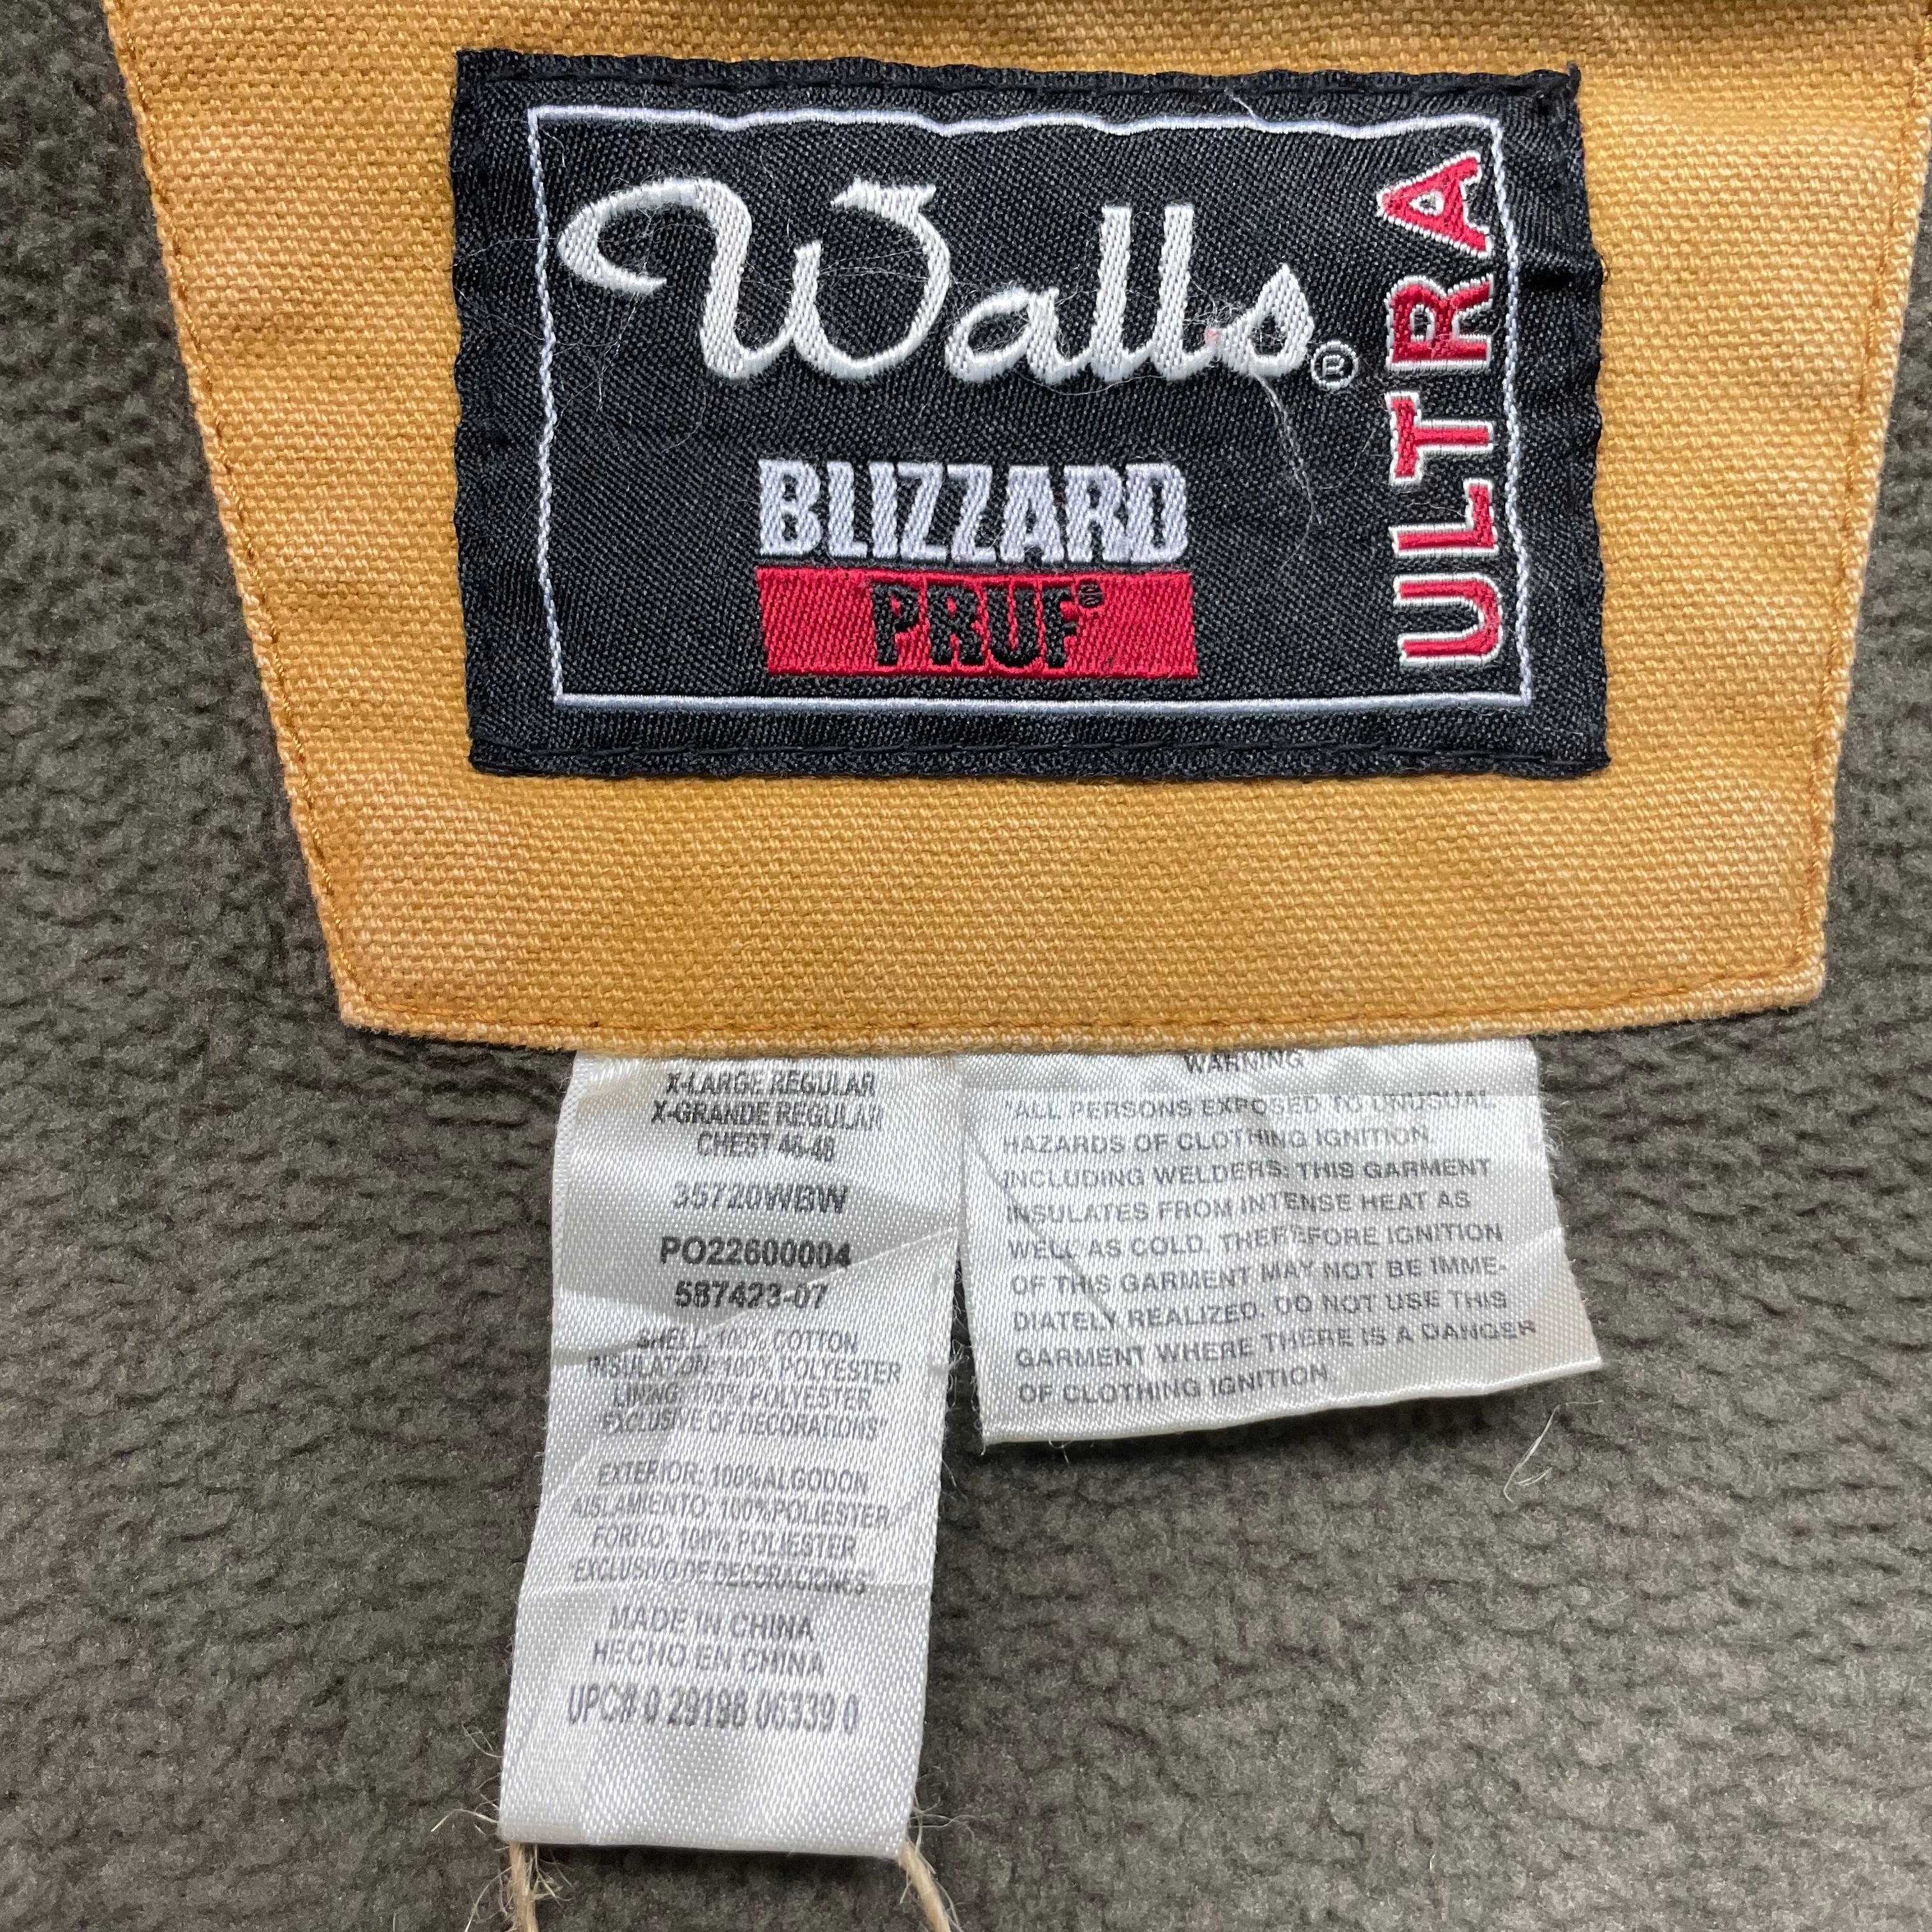 Walls®
BLIZZARD
PRUF®
ULTRA
X-LARGE REGULAR
X-GRANDE REGULAR
CHEST 46-48
35720WBW
PO22600004
587423-07
SHELL: 100% COTTON
INSULATION: 100% POLYESTER
LINING: 100% POLYESTER
EXCLUSIVE OF DECORATIONS
EXTERIOR: 100% ALGODON
AISLAMIENTO: 100% POLIESTER
FORRO: 100% POLIESTER
EXCLUSIVO DE DECORACIONES
MADE IN CHINA
HECHO EN CHINA
UPC# 0 29198 06339 0
WARNING
"ALL PERSONS EXPOSED TO UNUSUAL
HAZARDS OF CLOTHING IGNITION,
INCLUDING WELDERS: THIS GARMENT
INSULATES FROM INTENSE HEAT AS
WELL AS COLD. THEREFORE IGNITION
OF THIS GARMENT MAY NOT BE IMME-
DIATELY REALIZED. DO NOT USE THIS
GARMENT WHERE THERE IS A DANGER
OF CLOTHING IGNITION.